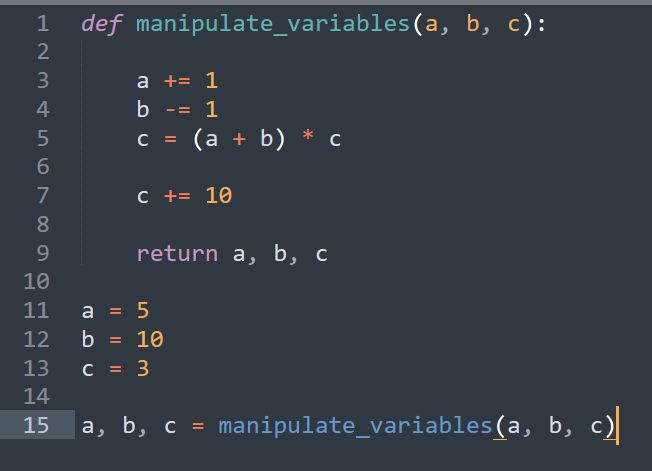 1 def manipulate_variables(a, b, c):
2
3     a += 1
4     b -= 1
5     c = (a + b) * c
6
7     c += 10
8
9     return a, b, c
10
11 a = 5
12 b = 10
13 c = 3
14
15 a, b, c = manipulate_variables(a, b, c)